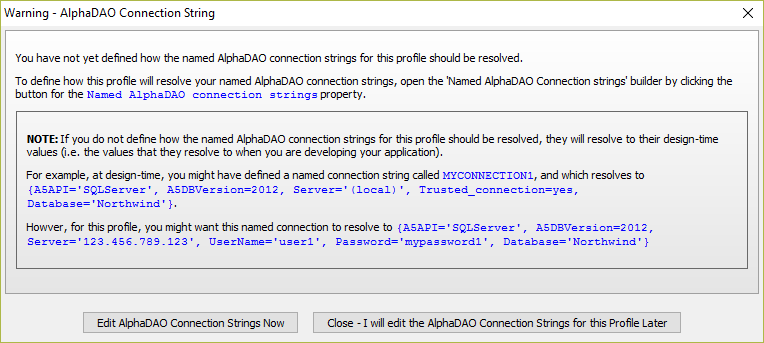 Warning - AlphaDAO Connection String
You have not yet defined how the named AlphaDAO connection strings for this profile should be resolved.
To define how this profile will resolve your named AlphaDAO connection strings, open the 'Named AlphaDAO Connection strings' builder by clicking the
button for the Named AlphaDAO connection strings property.
NOTE: If you do not define how the named AlphaDAO connection strings for this profile should be resolved, they will resolve to their design-time
values (i.e. the values that they resolve to when you are developing your application).
For example, at design-time, you might have defined a named connection string called MYCONNECTION1, and which resolves to
{A5API='SQLServer', A5DBVersion=2012, Server='(local)', Trusted_connection=yes,
Database='Northwind'}.
Howver, for this profile, you might want this named connection to resolve to {A5API='SQLServer', A5DBVersion=2012,
Server='123.456.789.123', UserName='user1', Password='mypassword1', Database='Northwind'}
Edit AlphaDAO Connection Strings Now
Close - I will edit the AlphaDAO Connection Strings for this Profile Later